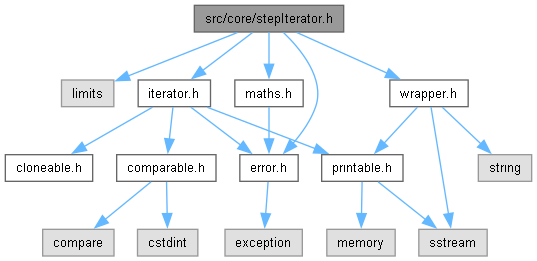 src/core/stepIterator.h
limits
iterator.h
maths.h
wrapper.h
cloneable.h
comparable.h
error.h
printable.h
string
compare
cstdint
exception
memory
sstream